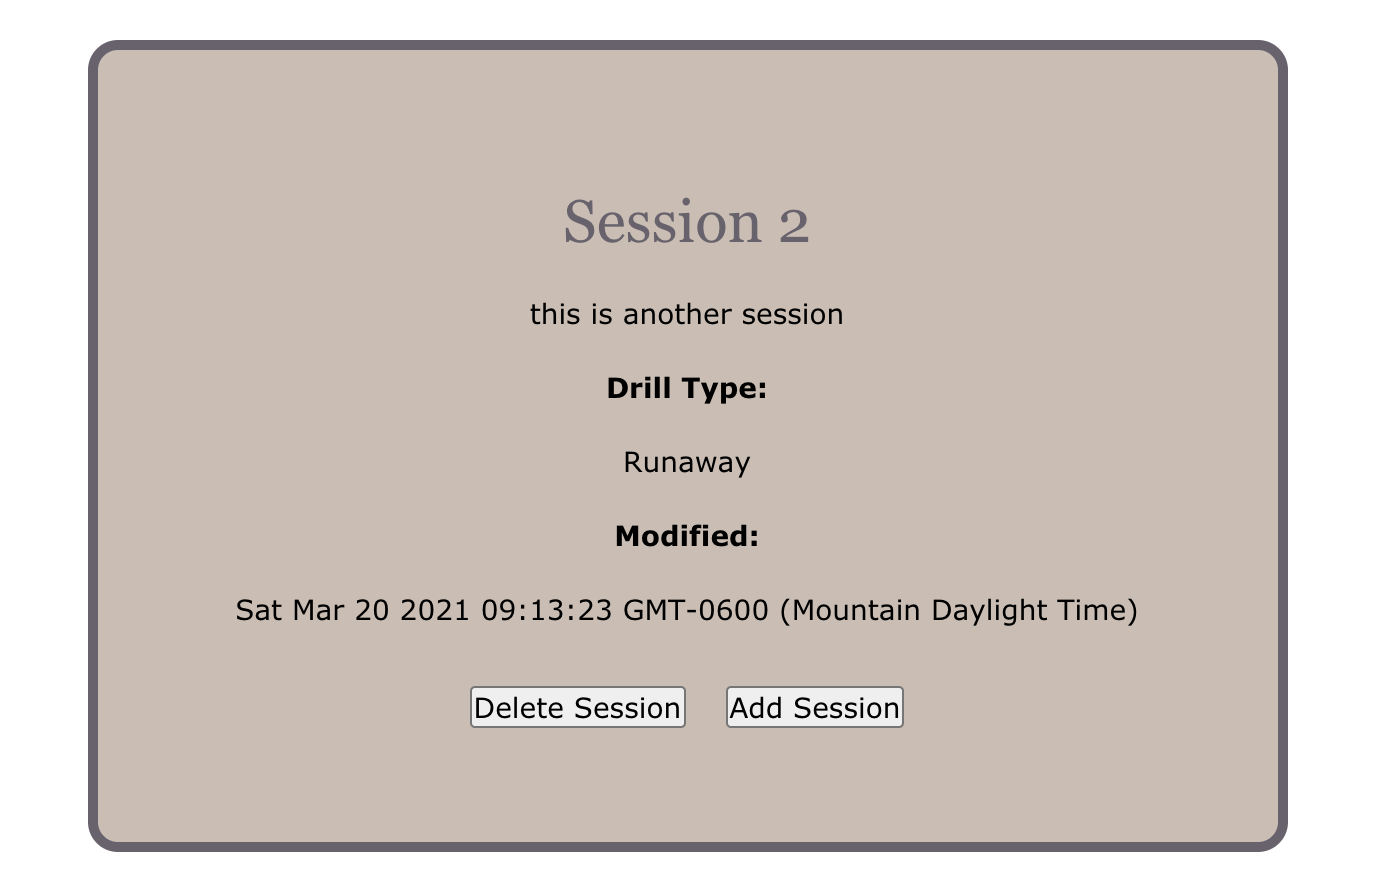 Session 2
this is another session
Drill Type:
Runaway
Modified:
Sat Mar 20 2021 09:13:23 GMT-0600 (Mountain Daylight Time)
Delete Session Add Session